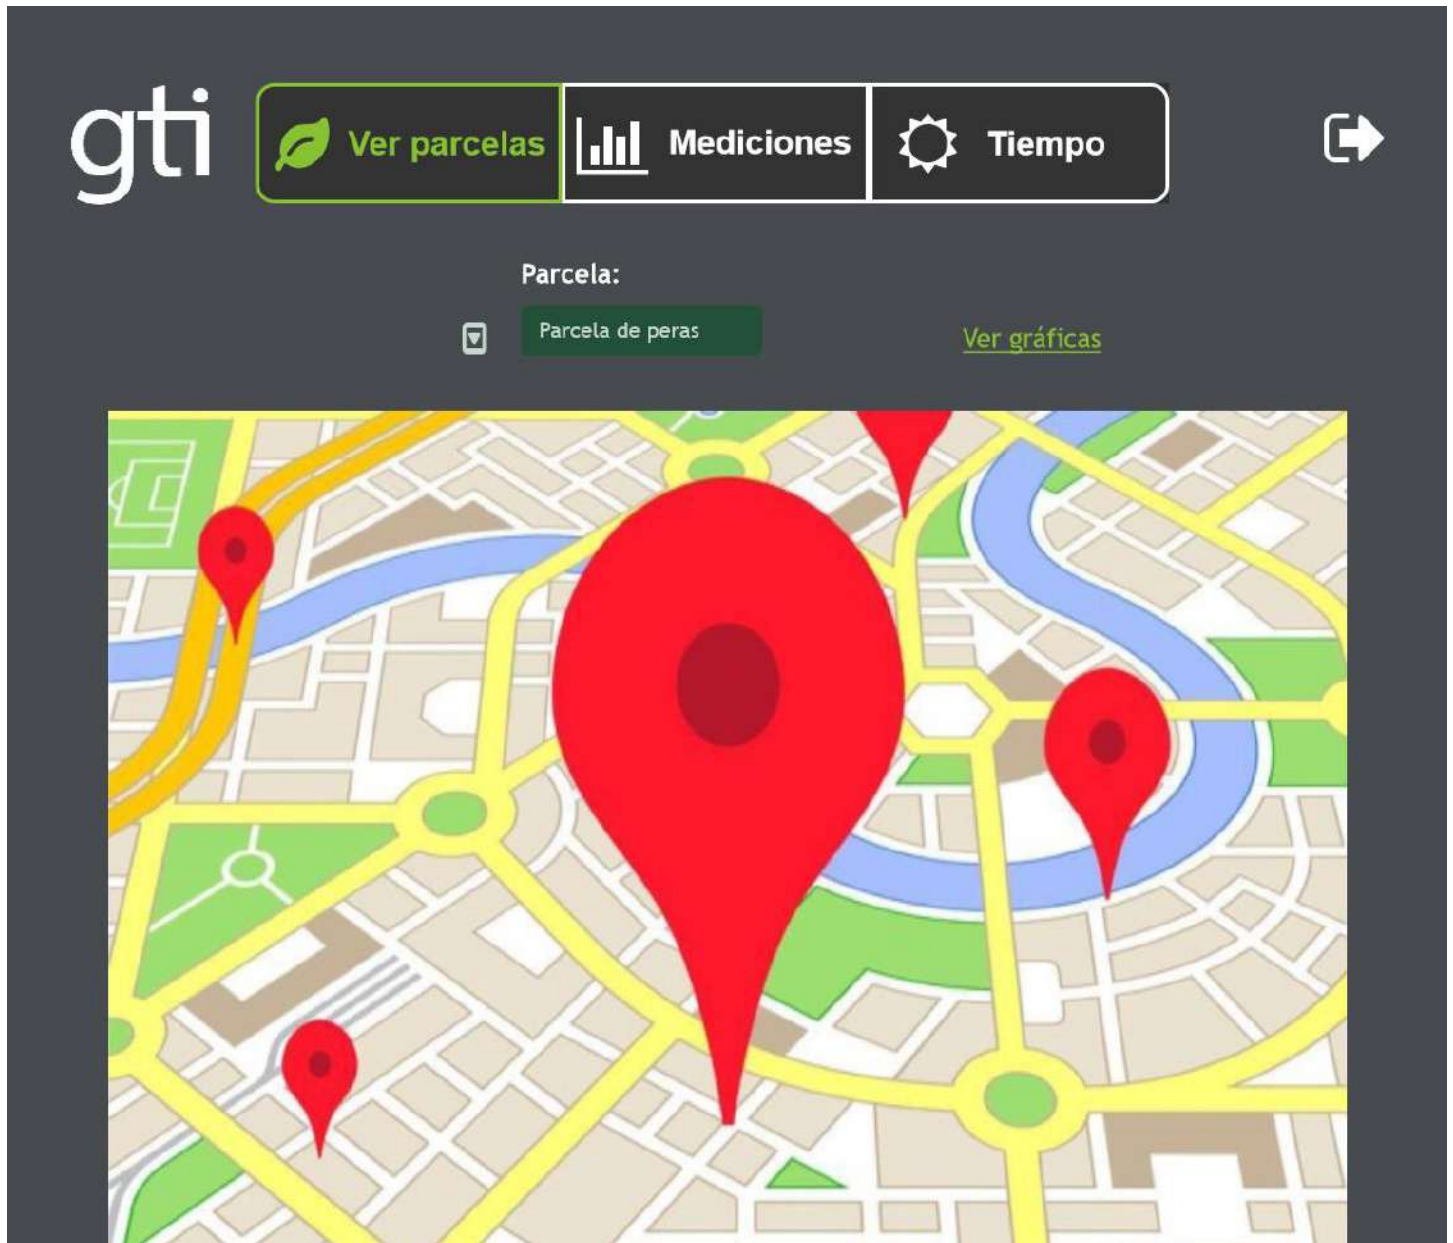 gti
Ver parcelas
Mediciones
Tiempo
Parcela:
Parcela de peras
Ver gráficas